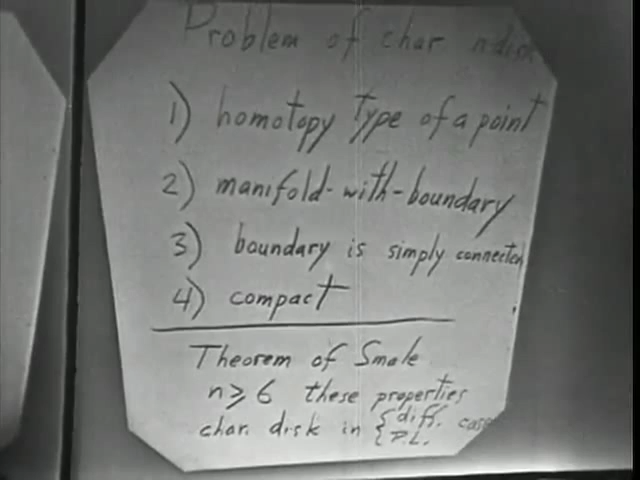 Problem of char n-disk
1) homotopy type of a point
2) manifold-with-boundary
3) boundary is simply connected
4) compact
Theorem of Smale
n ≥ 6 these properties
char. disk in { diff. case
P.L.